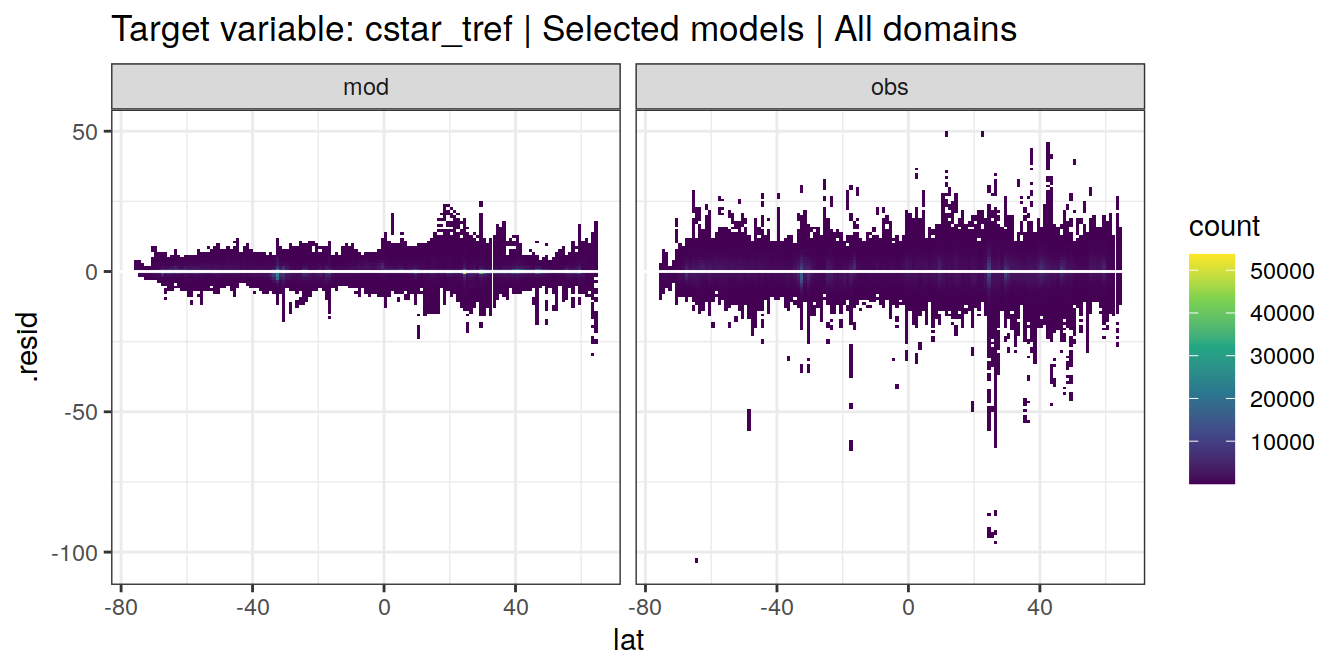 Target variable: cstar_tref | Selected models | All domains
mod
obs
50
0
-50
-100
.resid
-80
-40
0
40
-80
-40
0
40
lat
count
50000
40000
30000
20000
10000